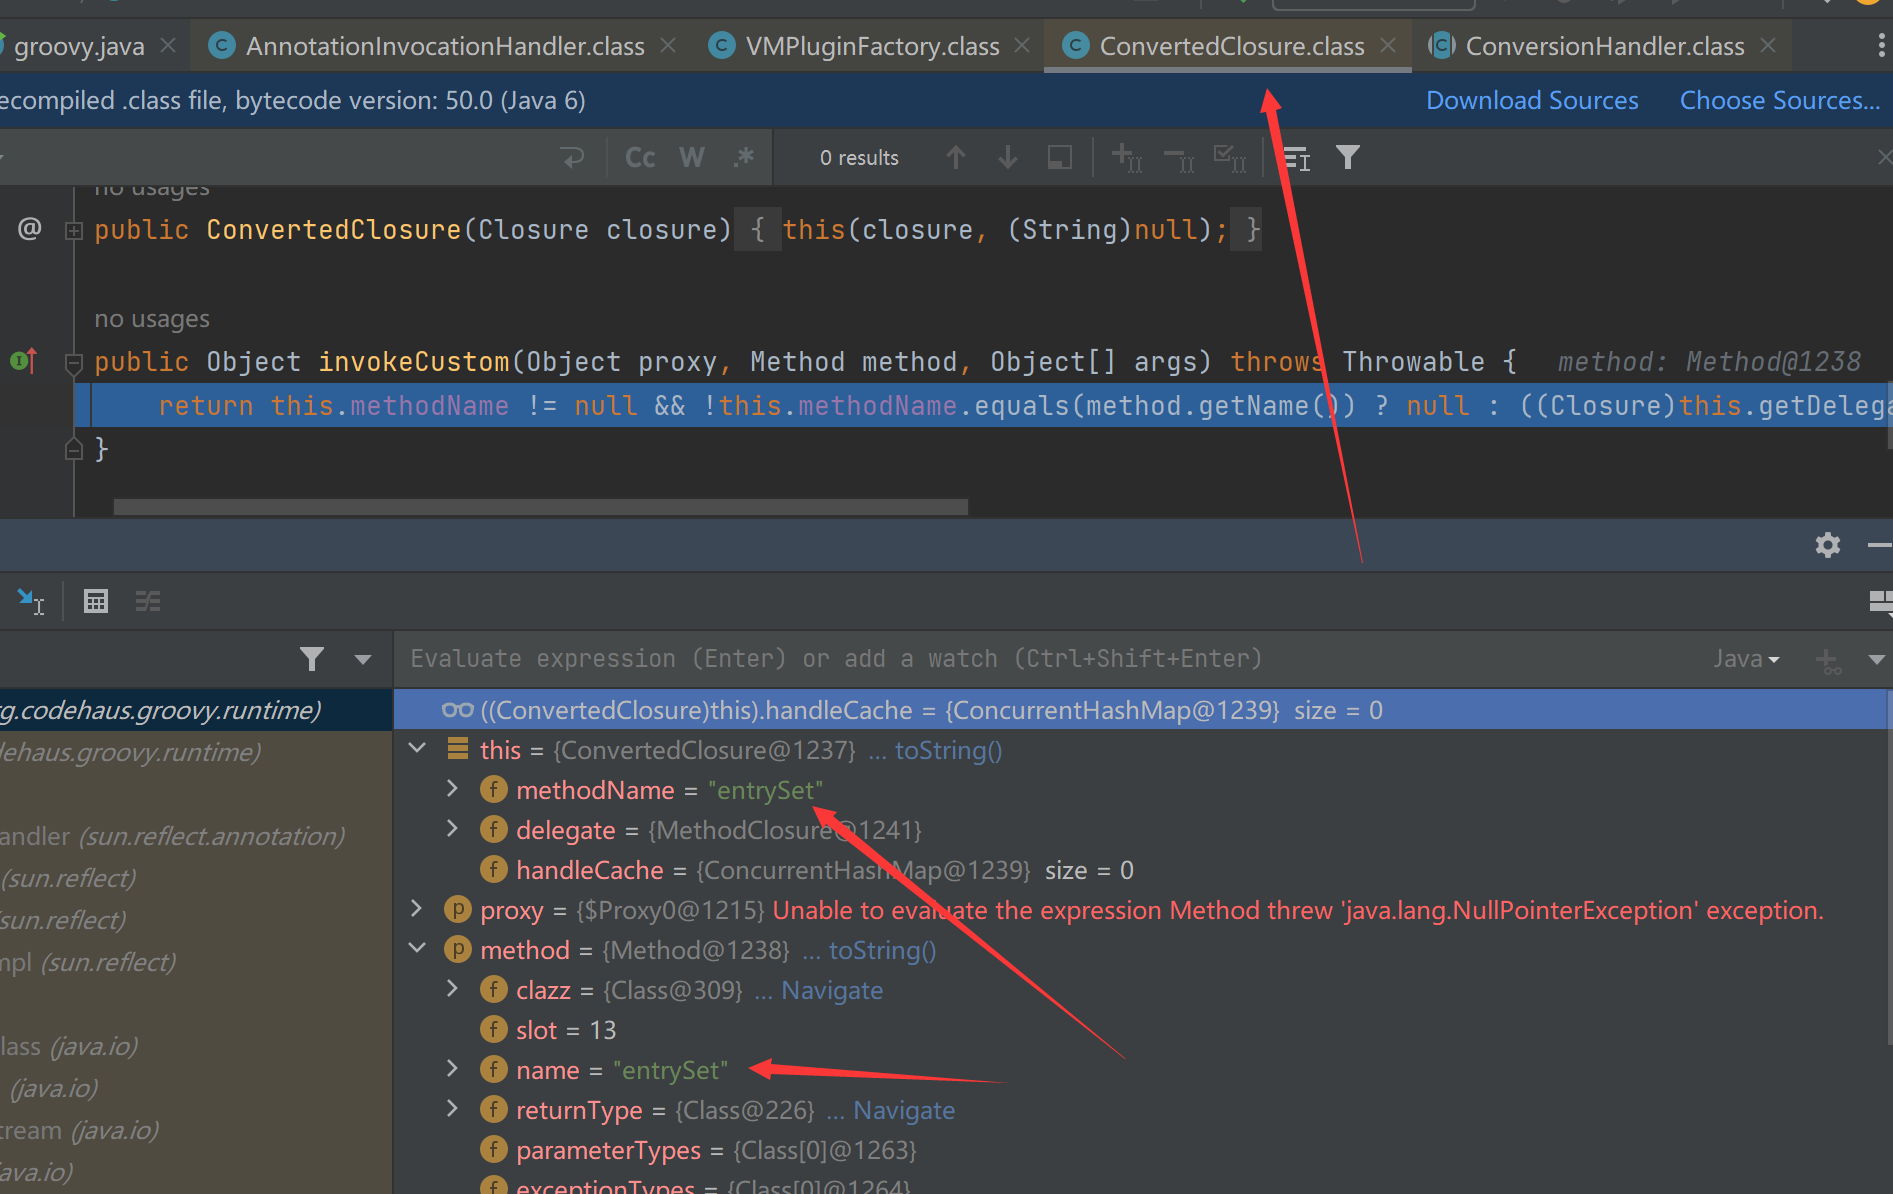 groovy.java AnnotationInvocationHandler.class VMPluginFactory.class ConvertedClosure.class ConversionHandler.class
ecompiled .class file, bytecode version: 50.0 (Java 6) Download Sources Choose Sources...
Cc W .* 0 results
no usages
public ConvertedClosure(Closure closure) { this(closure, (String)null); }
no usages
public Object invokeCustom(Object proxy, Method method, Object[] args) throws Throwable { method: Method@1238
return this.methodName != null && !this.methodName.equals(method.getName()) ? null : ((Closure)this.getDelega
}
Evaluate expression (Enter) or add a watch (Ctrl+Shift+Enter) Java
rg.codehaus.groovy.runtime)
dehaus.groovy.runtime)
andler (sun.reflect.annotation)
(sun.reflect)
sun.reflect)
mpl (sun.reflect)
lass (java.io)
(java.io)
tream (java.io)
java.io)
((ConvertedClosure)this).handleCache = {ConcurrentHashMap@1239} size = 0
this = {ConvertedClosure@1237} ... toString()
methodName = "entrySet"
delegate = {MethodClosure@1241}
handleCache = {ConcurrentHashMap@1239} size = 0
proxy = {$Proxy0@1215} Unable to evaluate the expression Method threw 'java.lang.NullPointerException' exception.
method = {Method@1238} ... toString()
clazz = {Class@309} ... Navigate
slot = 13
name = "entrySet"
returnType = {Class@226} ... Navigate
parameterTypes = {Class[0]@1263}
exceptionTypes = {Class[0]@1264}